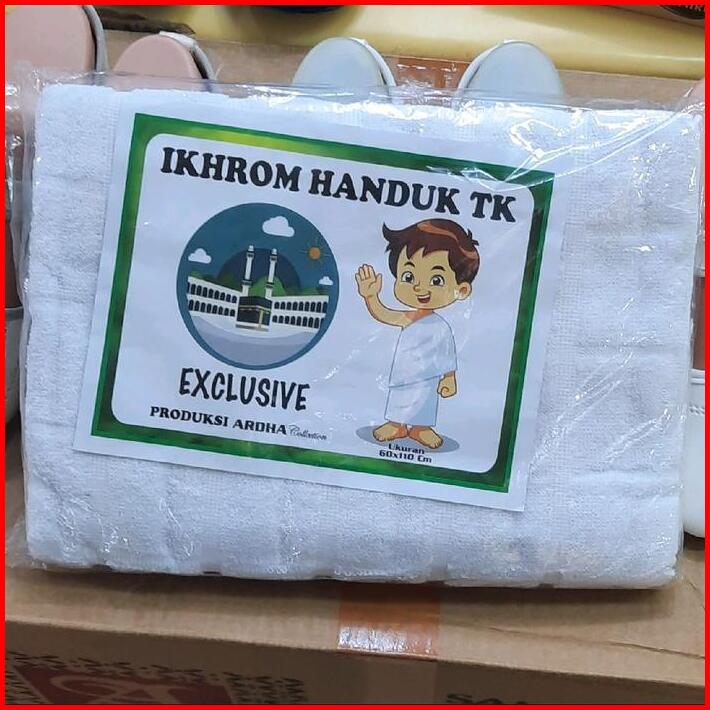 IKHROM HANDUK TK
EXCLUSIVE
PRODUKSI ARDHA Collection
Ukuran
60x110 Cm